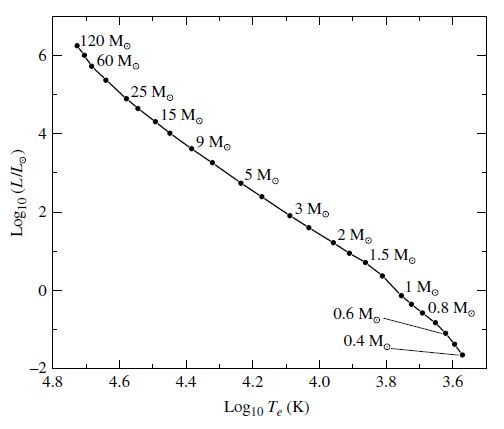 120 M⊙
60 M⊙
25 M⊙
15 M⊙
9 M⊙
5 M⊙
3 M⊙
2 M⊙
1.5 M⊙
1 M⊙
0.8 M⊙
0.6 M⊙
0.4 M⊙
6
4
2
0
−2
Log₁₀ (L/L⊙)
4.8 4.6 4.4 4.2 4.0 3.8 3.6
Log₁₀ Tₑ (K)